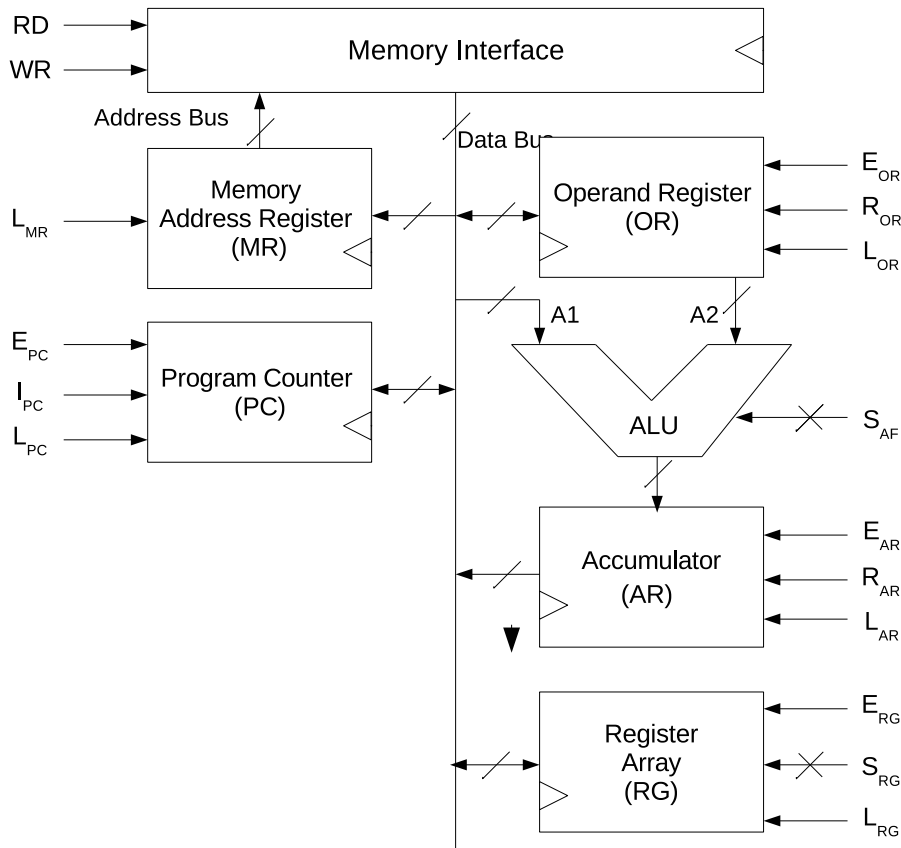 RD
Memory Interface
WR
Address Bus
Data Bus
Memory
Address Register
(MR)
L_MR
Operand Register
(OR)
E_OR
R_OR
L_OR
A1
A2
E_PC
I_PC
L_PC
Program Counter
(PC)
ALU
S_AF
Accumulator
(AR)
E_AR
R_AR
L_AR
Register
Array
(RG)
E_RG
S_RG
L_RG